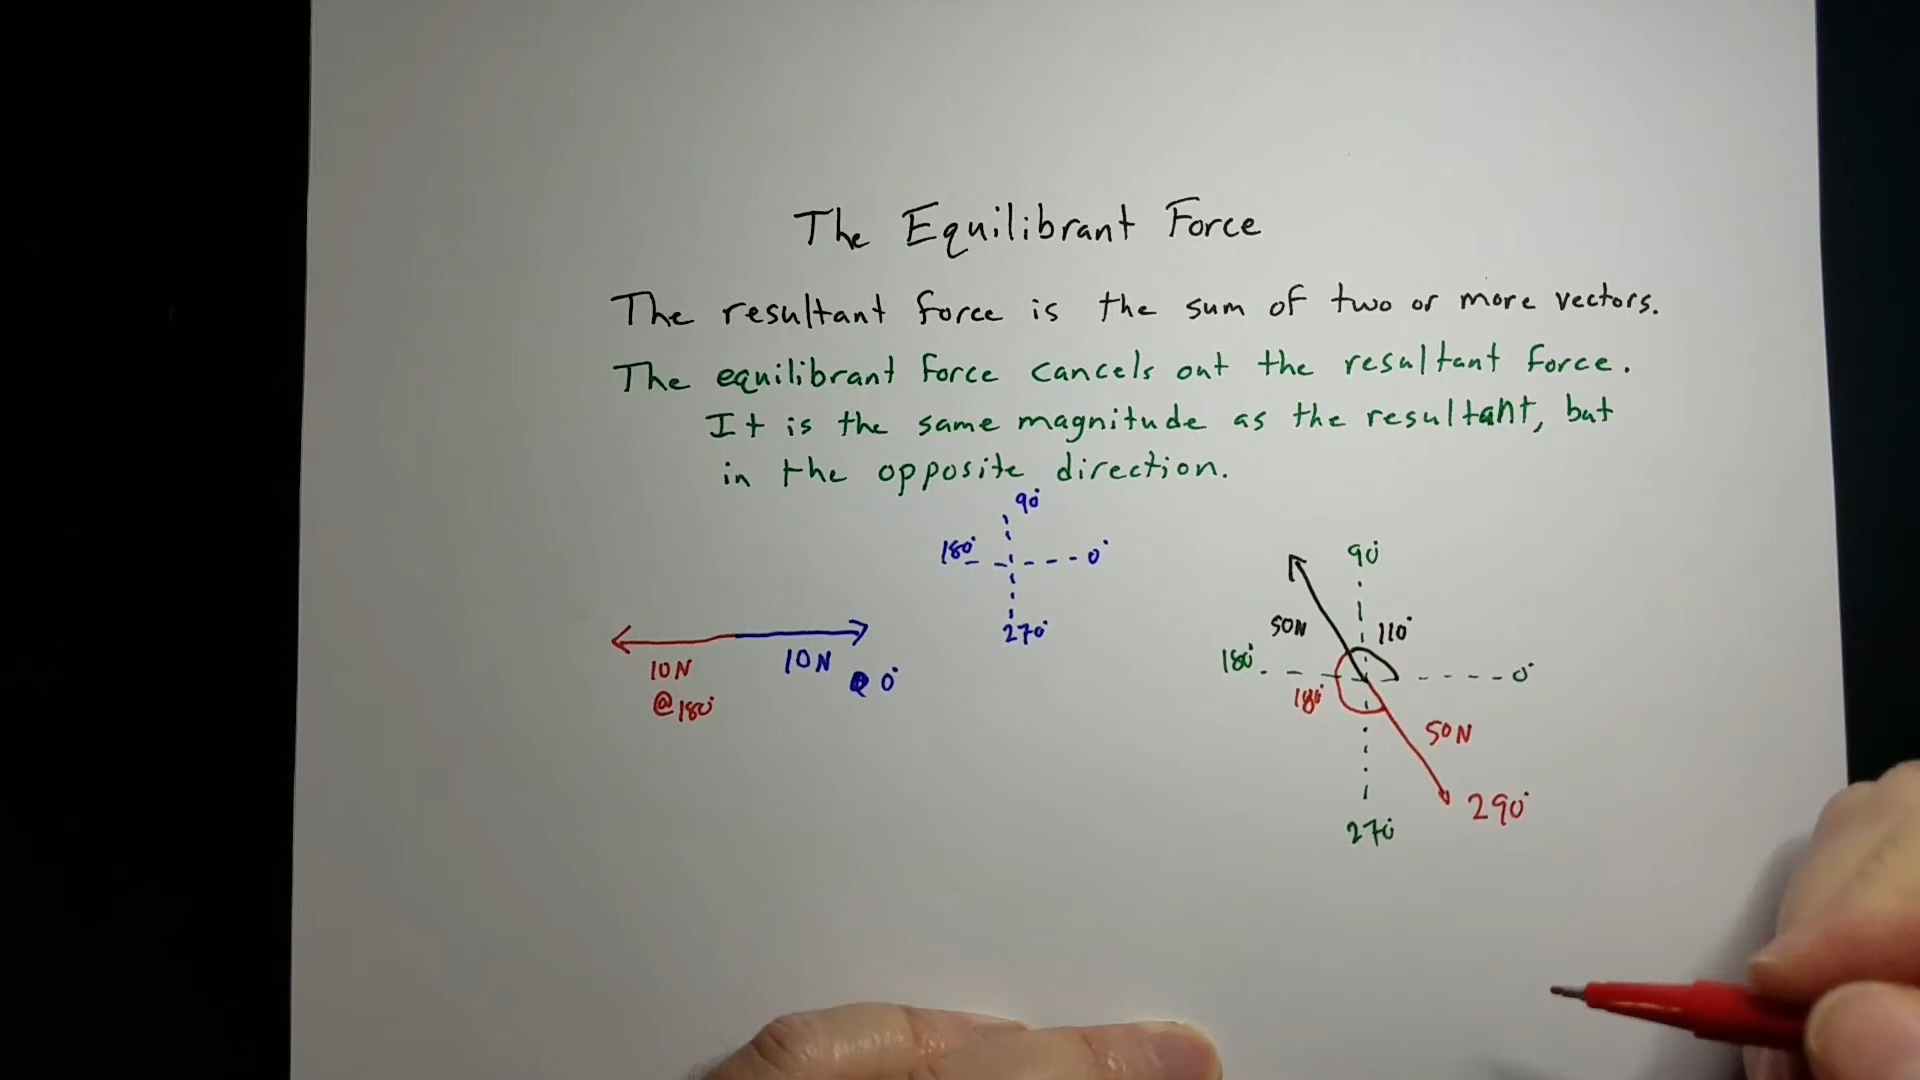 The Equilibrant Force
The resultant force is the sum of two or more vectors.
The equilibrant force cancels out the resultant force.
It is the same magnitude as the resultant, but
in the opposite direction.
90°
180° 0°
270°
10N
@180°
10N
@ 0°
90°
50N 110°
180° 0°
180°
50N
290°
270°